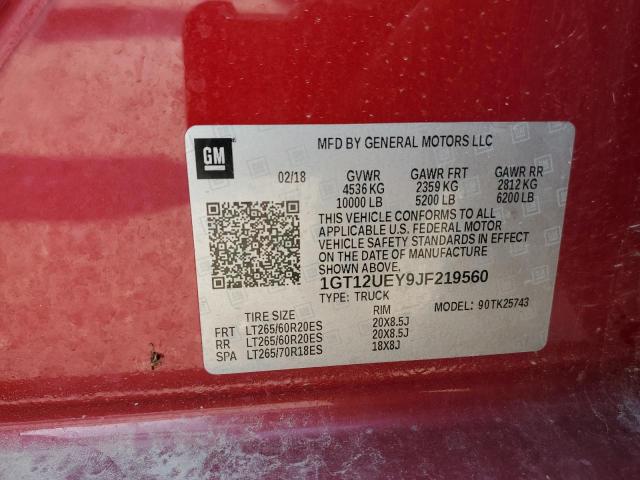 GM
MFD BY GENERAL MOTORS LLC
02/18 GVWR GAWR FRT GAWR RR
4536 KG 2359 KG 2812 KG
10000 LB 5200 LB 6200 LB
THIS VEHICLE CONFORMS TO ALL
APPLICABLE U.S. FEDERAL MOTOR
VEHICLE SAFETY STANDARDS IN EFFECT
ON THE DATE OF MANUFACTURE
SHOWN ABOVE.
1GT12UEY9JF219560
TYPE: TRUCK MODEL: 90TK25743
TIRE SIZE RIM
FRT LT265/60R20ES 20X8.5J
RR LT265/60R20ES 20X8.5J
SPA LT265/70R18ES 18X8J